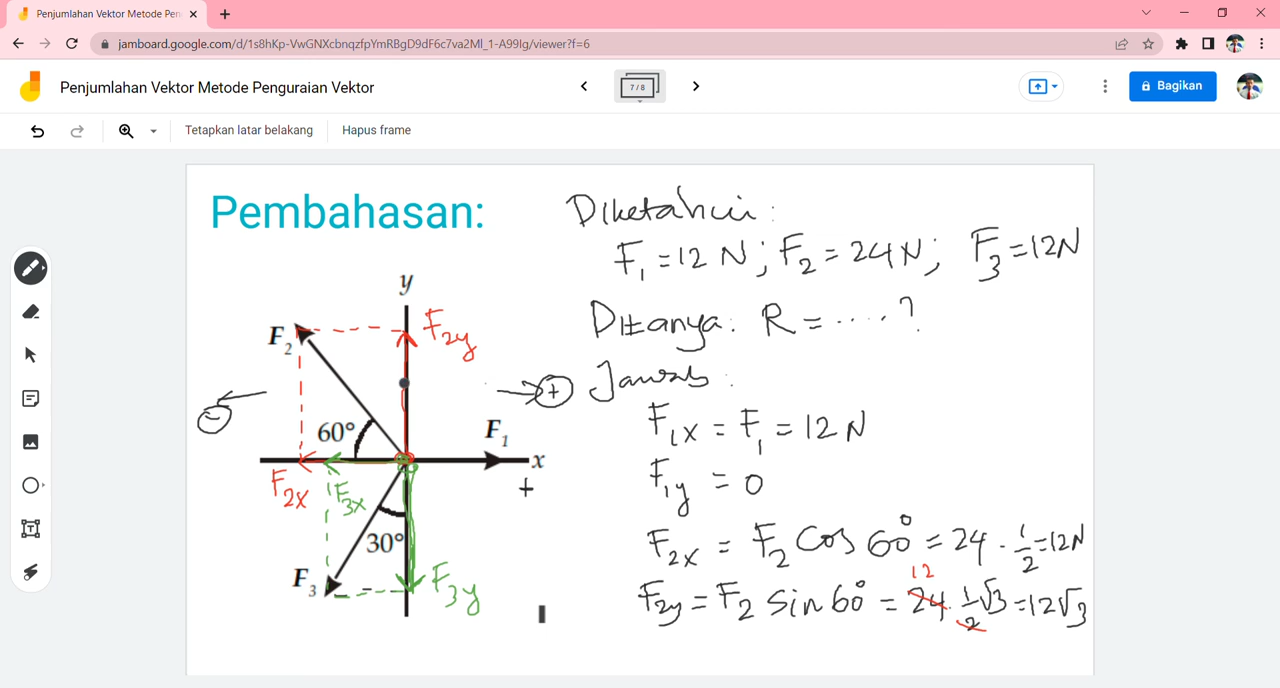 Penjumlahan Vektor Metode Pen
jamboard.google.com/d/1s8hKp-VwGNXcbnqzfpYmRBgD9dF6c7va2Ml_1-A99Ig/viewer?f=6
Penjumlahan Vektor Metode Penguraian Vektor
7 / 8
Bagikan
Tetapkan latar belakang
Hapus frame
Pembahasan:
y
F₂
F₂y
60°
F₁
x
+
F₂x
F₃x
30°
F₃
F₃y
−
+
Diketahui :
F₁ = 12 N ; F₂ = 24 N ; F₃ = 12 N
Ditanya : R = .... ?
Jawab :
F₁x = F₁ = 12 N
F₁y = 0
F₂x = F₂ Cos 60° = 24 . 1/2 = 12 N
12
F₂y = F₂ sin 60° = 24 . 1/2 √3 = 12√3